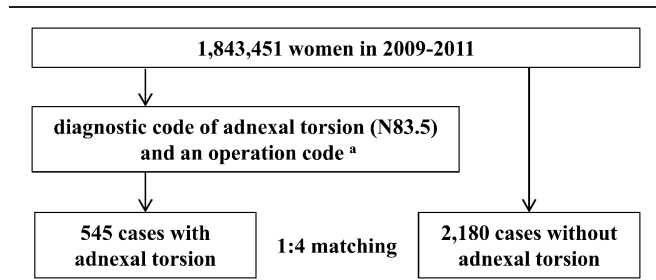 1,843,451 women in 2009-2011
diagnostic code of adnexal torsion (N83.5)
and an operation code ᵃ
545 cases with
adnexal torsion
1:4 matching
2,180 cases without
adnexal torsion